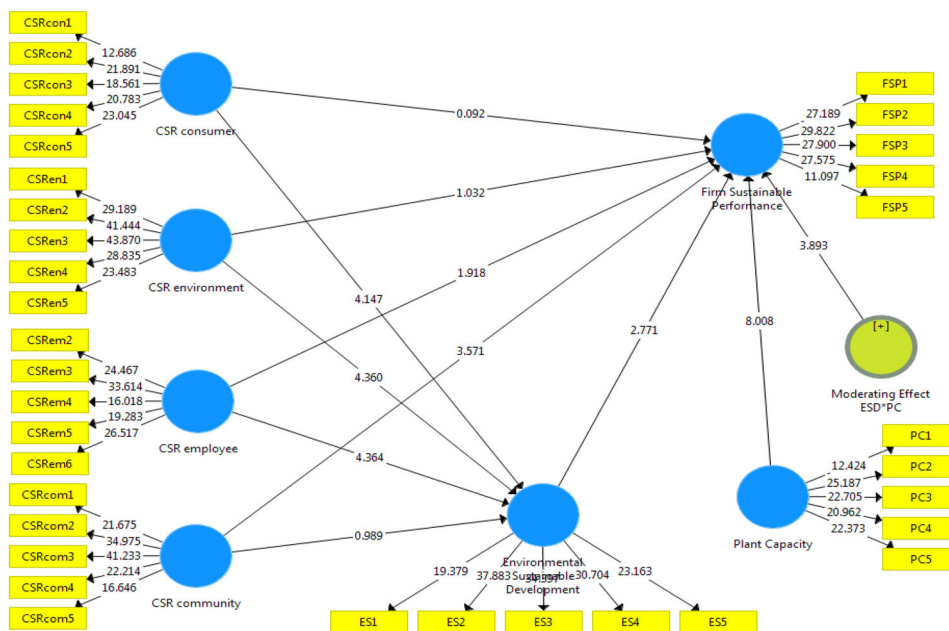 CSRcon1
CSRcon2
CSRcon3
CSRcon4
CSRcon5
12.686
21.891
18.561
20.783
23.045
CSR consumer
CSRen1
CSRen2
CSRen3
CSRen4
CSRen5
29.189
41.444
43.870
28.835
23.483
CSR environment
CSRem2
CSRem3
CSRem4
CSRem5
CSRem6
24.467
33.614
16.018
19.283
26.517
CSR employee
CSRcom1
CSRcom2
CSRcom3
CSRcom4
CSRcom5
21.675
34.975
41.233
22.214
16.646
CSR community
0.092
1.032
1.918
3.571
4.147
4.360
4.364
0.989
2.771
8.008
3.893
Firm Sustainable
Performance
27.189
29.822
27.900
27.575
11.097
FSP1
FSP2
FSP3
FSP4
FSP5
[+]
Moderating Effect
ESD*PC
Plant Capacity
12.424
25.187
22.705
20.962
22.373
PC1
PC2
PC3
PC4
PC5
Environmental
Sustainable
Development
19.379
37.883
30.704
23.163
ES1
ES2
ES3
ES4
ES5